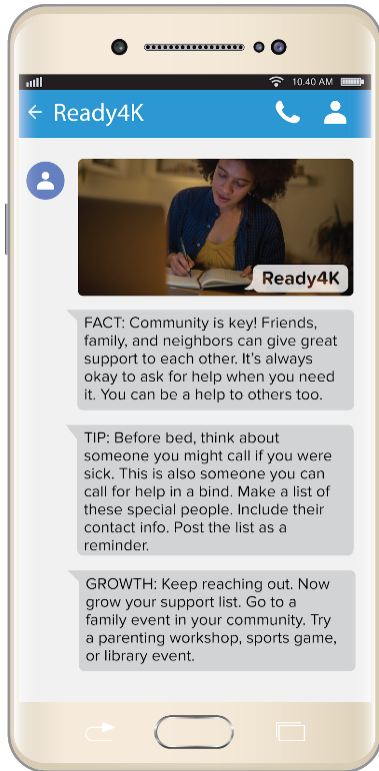 10.40 AM
Ready4K
Ready4K
FACT: Community is key! Friends,
family, and neighbors can give great
support to each other. It's always
okay to ask for help when you need
it. You can be a help to others too.
TIP: Before bed, think about
someone you might call if you were
sick. This is also someone you can
call for help in a bind. Make a list of
these special people. Include their
contact info. Post the list as a
reminder.
GROWTH: Keep reaching out. Now
grow your support list. Go to a
family event in your community. Try
a parenting workshop, sports game,
or library event.